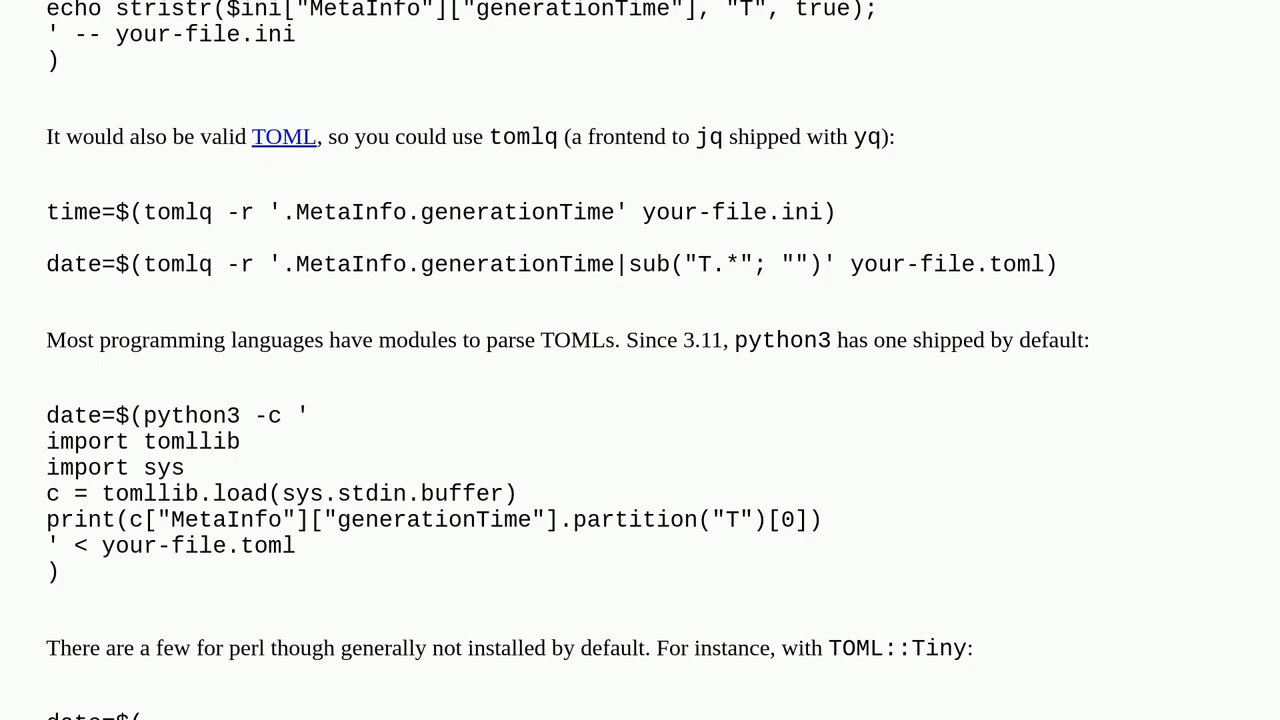 echo stristr($ini["MetaInfo"]["generationTime"], "T", true);
' -- your-file.ini
)
It would also be valid TOML, so you could use tomlq (a frontend to jq shipped with yq):
time=$(tomlq -r '.MetaInfo.generationTime' your-file.ini)
date=$(tomlq -r '.MetaInfo.generationTime|sub("T.*"; "")' your-file.toml)
Most programming languages have modules to parse TOMLs. Since 3.11, python3 has one shipped by default:
date=$(python3 -c '
import tomllib
import sys
c = tomllib.load(sys.stdin.buffer)
print(c["MetaInfo"]["generationTime"].partition("T")[0])
' < your-file.toml
)
There are a few for perl though generally not installed by default. For instance, with TOML::Tiny:
date=$(